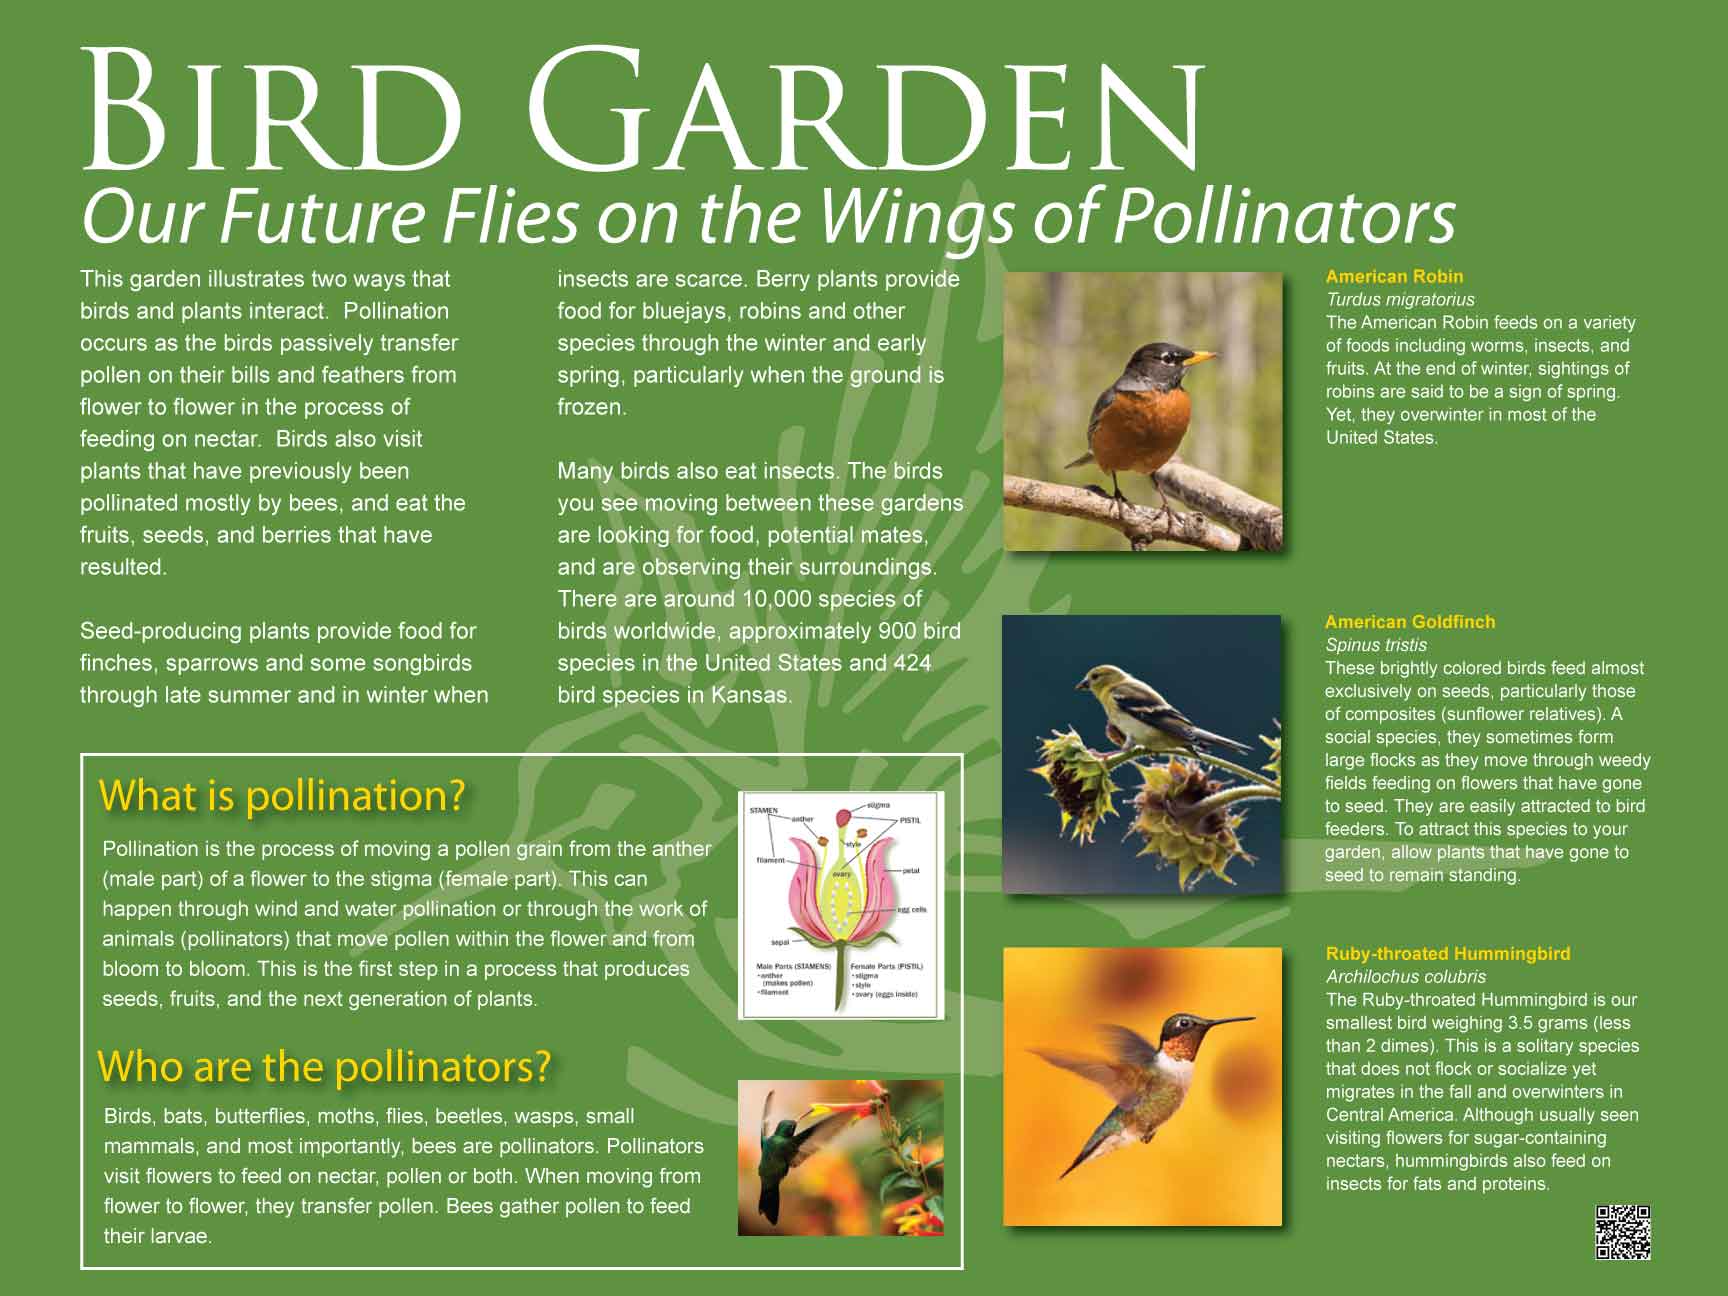 BIRD GARDEN
Our Future Flies on the Wings of Pollinators
This garden illustrates two ways that
birds and plants interact.  Pollination
occurs as the birds passively transfer
pollen on their bills and feathers from
flower to flower in the process of
feeding on nectar.  Birds also visit
plants that have previously been
pollinated mostly by bees, and eat the
fruits, seeds, and berries that have
resulted.
Seed-producing plants provide food for
finches, sparrows and some songbirds
through late summer and in winter when
insects are scarce. Berry plants provide
food for bluejays, robins and other
species through the winter and early
spring, particularly when the ground is
frozen.
Many birds also eat insects. The birds
you see moving between these gardens
are looking for food, potential mates,
and are observing their surroundings.
There are around 10,000 species of
birds worldwide, approximately 900 bird
species in the United States and 424
bird species in Kansas.
What is pollination?
Pollination is the process of moving a pollen grain from the anther
(male part) of a flower to the stigma (female part). This can
happen through wind and water pollination or through the work of
animals (pollinators) that move pollen within the flower and from
bloom to bloom. This is the first step in a process that produces
seeds, fruits, and the next generation of plants.
STAMEN
anther
filament
stigma
PISTIL
style
ovary
petal
egg cells
sepal
Male Parts (STAMENS)
•anther
(makes pollen)
•filament
Female Parts (PISTIL)
•stigma
•style
•ovary (eggs inside)
Who are the pollinators?
Birds, bats, butterflies, moths, flies, beetles, wasps, small
mammals, and most importantly, bees are pollinators. Pollinators
visit flowers to feed on nectar, pollen or both. When moving from
flower to flower, they transfer pollen. Bees gather pollen to feed
their larvae.
American Robin
Turdus migratorius
The American Robin feeds on a variety
of foods including worms, insects, and
fruits. At the end of winter, sightings of
robins are said to be a sign of spring.
Yet, they overwinter in most of the
United States.
American Goldfinch
Spinus tristis
These brightly colored birds feed almost
exclusively on seeds, particularly those
of composites (sunflower relatives). A
social species, they sometimes form
large flocks as they move through weedy
fields feeding on flowers that have gone
to seed. They are easily attracted to bird
feeders. To attract this species to your
garden, allow plants that have gone to
seed to remain standing.
Ruby-throated Hummingbird
Archilochus colubris
The Ruby-throated Hummingbird is our
smallest bird weighing 3.5 grams (less
than 2 dimes). This is a solitary species
that does not flock or socialize yet
migrates in the fall and overwinters in
Central America. Although usually seen
visiting flowers for sugar-containing
nectars, hummingbirds also feed on
insects for fats and proteins.